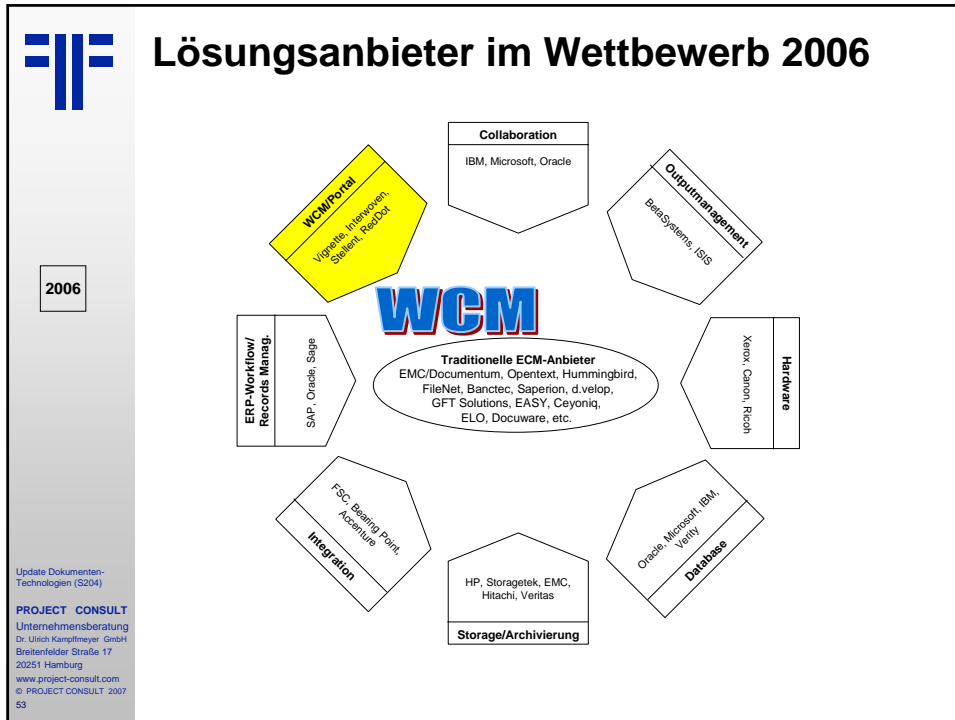 Lösungsanbieter im Wettbewerb 2006
2006
Collaboration
IBM, Microsoft, Oracle
WCM/Portal
Vignette, Interwoven,
Stellent, RedDot
Outputmanagement
BetaSystems, ISIS
WCM
ERP-Workflow/
Records Manag.
SAP, Oracle, Sage
Traditionelle ECM-Anbieter
EMC/Documentum, Opentext, Hummingbird,
FileNet, Banctec, Saperion, d.velop,
GFT Solutions, EASY, Ceyoniq,
ELO, Docuware, etc.
Hardware
Xerox, Canon, Ricoh
FSC, Bearing Point,
Accenture
Integration
HP, Storagetek, EMC,
Hitachi, Veritas
Storage/Archivierung
Oracle, Microsoft, IBM,
Verity
Database
Update Dokumenten-
Technologien (S204)
PROJECT CONSULT
Unternehmensberatung
Dr. Ulrich Kampffmeyer GmbH
Breitenfelder Straße 17
20251 Hamburg
www.project-consult.com
© PROJECT CONSULT 2007
53